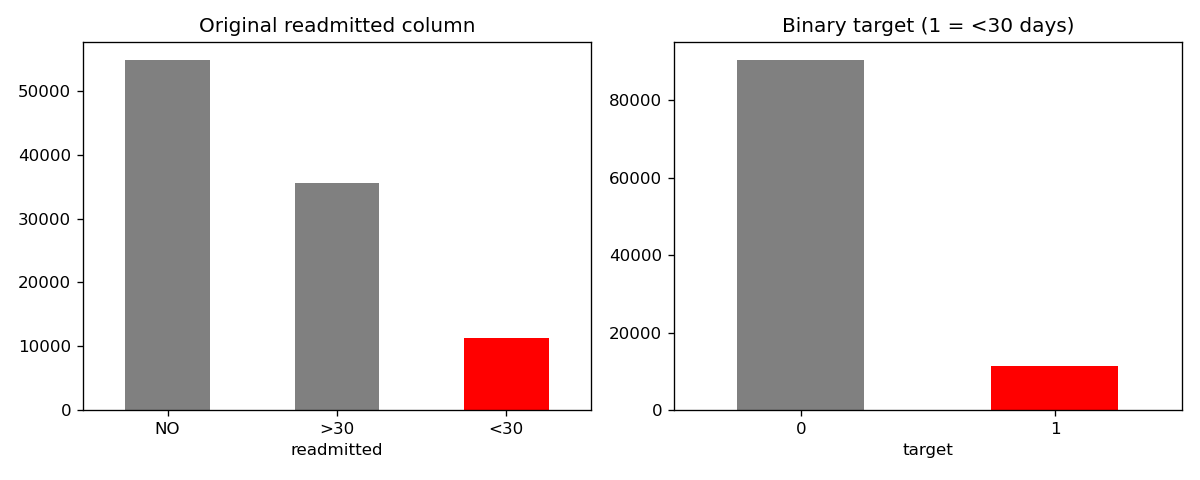 Original readmitted column
50000
40000
30000
20000
10000
0
NO >30 <30
readmitted
Binary target (1 = <30 days)
80000
60000
40000
20000
0
0 1
target